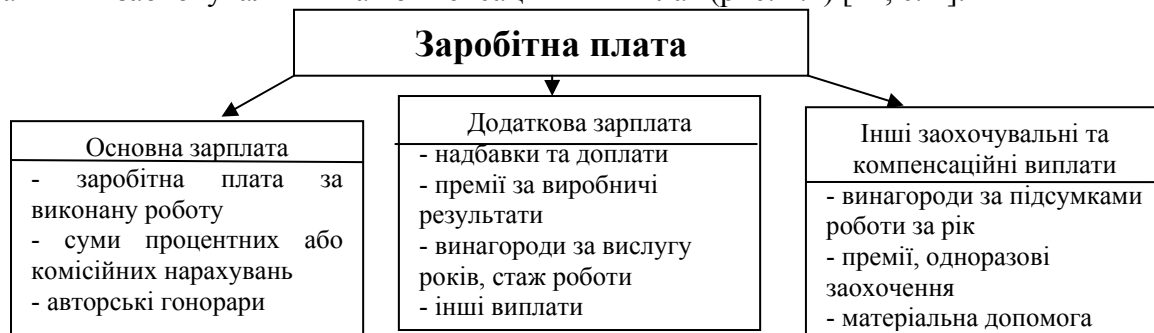 Заробітна плата
Основна зарплата
- заробітна плата за
виконану роботу
- суми процентних або
комісійних нарахувань
- авторські гонорари
Додаткова зарплата
- надбавки та доплати
- премії за виробничі
результати
- винагороди за вислугу
років, стаж роботи
- інші виплати
Інші заохочувальні та
компенсаційні виплати
- винагороди за підсумками
роботи за рік
- премії, одноразові
заохочення
- матеріальна допомога